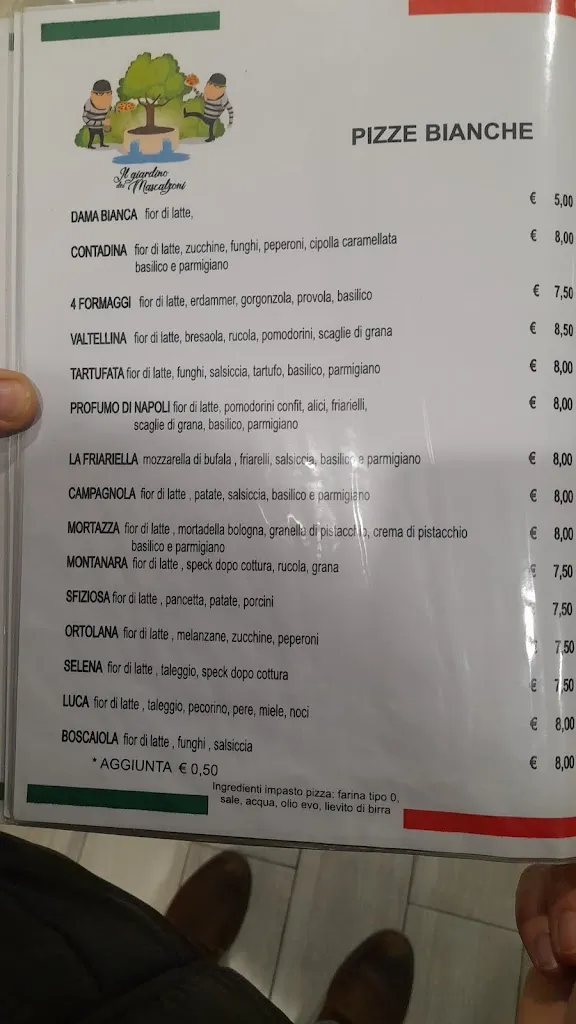 Il giardino
dei Mascalzoni
PIZZE BIANCHE
DAMA BIANCA fior di latte, € 5,00
CONTADINA fior di latte, zucchine, funghi, peperoni, cipolla caramellata € 8,00
basilico e parmigiano
4 FORMAGGI fior di latte, erdammer, gorgonzola, provola, basilico € 7,50
VALTELLINA fior di latte, bresaola, rucola, pomodorini, scaglie di grana € 8,50
TARTUFATA fior di latte, funghi, salsiccia, tartufo, basilico, parmigiano € 8,00
PROFUMO DI NAPOLI fior di latte, pomodorini confit, alici, friarielli, € 8,00
scaglie di grana, basilico, parmigiano
LA FRIARIELLA mozzarella di bufala , friarelli, salsiccia, basilico e parmigiano € 8,00
CAMPAGNOLA fior di latte , patate, salsiccia, basilico e parmigiano € 8,00
MORTAZZA fior di latte , mortadella bologna, granella di pistacchio, crema di pistacchio € 8,00
basilico e parmigiano
MONTANARA fior di latte , speck dopo cottura, rucola, grana € 7,50
SFIZIOSA fior di latte , pancetta, patate, porcini 7,50
ORTOLANA fior di latte , melanzane, zucchine, peperoni 7,50
SELENA fior di latte , taleggio, speck dopo cottura € 7,50
LUCA fior di latte , taleggio, pecorino, pere, miele, noci € 8,00
BOSCAIOLA fior di latte , funghi , salsiccia € 8,00
* AGGIUNTA € 0,50
Ingredienti impasto pizza: farina tipo 0,
sale, acqua, olio evo, lievito di birra